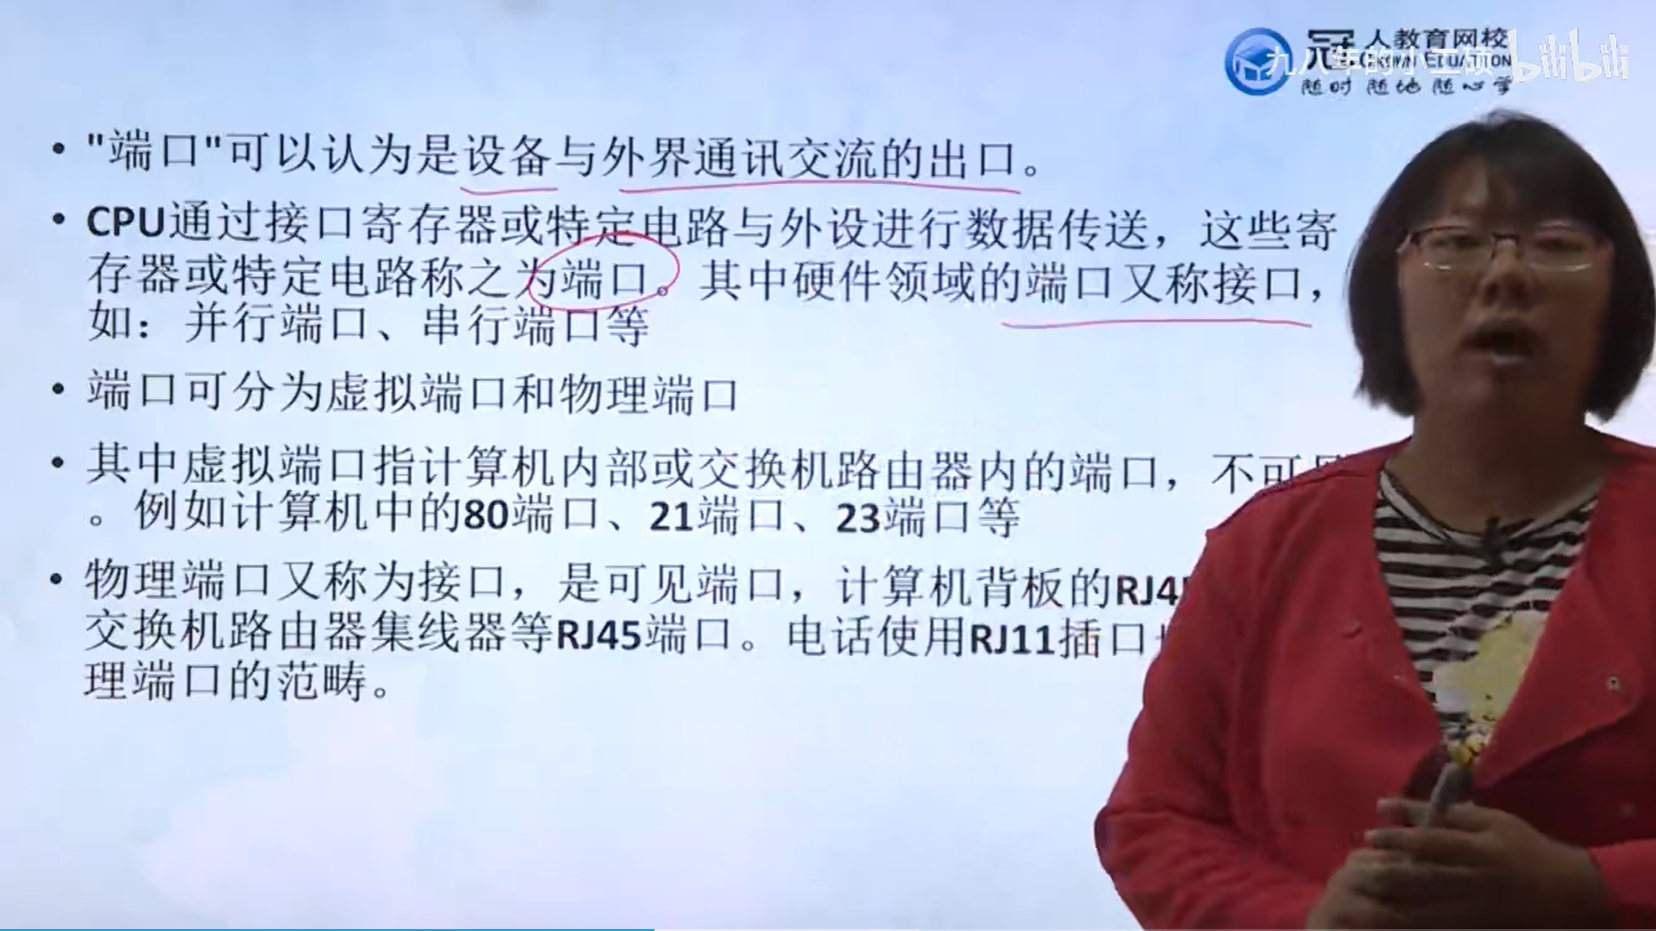 冠人教育网校
随时 随地 随心学
九八年的小二硕 bilibili
• "端口"可以认为是设备与外界通讯交流的出口。
• CPU通过接口寄存器或特定电路与外设进行数据传送，这些寄
存器或特定电路称之为端口。其中硬件领域的端口又称接口，
如：并行端口、串行端口等
• 端口可分为虚拟端口和物理端口
• 其中虚拟端口指计算机内部或交换机路由器内的端口，不可
。例如计算机中的80端口、21端口、23端口等
• 物理端口又称为接口，是可见端口，计算机背板的RJ4
交换机路由器集线器等RJ45端口。电话使用RJ11插口
理端口的范畴。